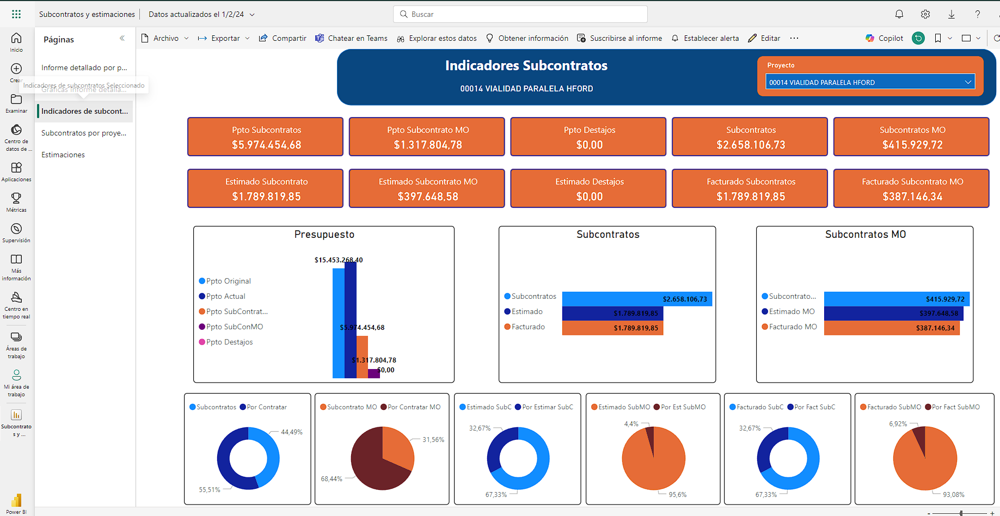 Subcontratos y estimaciones
Datos actualizados el 1/2/24
Buscar
Inicio
Crear
Examinar
Centro de
datos de ...
Aplicaciones
Métricas
Supervisión
Más
información
Centro en
tiempo real
Áreas de
trabajo
Mi área de
trabajo
Subcontrato
s y ...
Power BI
Páginas
Informe detallado por p...
Indicadores de subcontratos Seleccionado
Gráficas Informe detalla...
Indicadores de subcont...
Subcontratos por proye...
Estimaciones
Archivo
Exportar
Compartir
Chatear en Teams
Explorar estos datos
Obtener información
Suscribirse al informe
Establecer alerta
Editar
...
Copilot
Indicadores Subcontratos
00014 VIALIDAD PARALELA HFORD
Proyecto
00014 VIALIDAD PARALELA HFORD
Ppto Subcontratos
$5.974.454,68
Ppto Subcontrato MO
$1.317.804,78
Ppto Destajos
$0,00
Subcontratos
$2.658.106,73
Subcontratos MO
$415.929,72
Estimado Subcontrato
$1.789.819,85
Estimado Subcontrato MO
$397.648,58
Estimado Destajos
$0,00
Facturado Subcontratos
$1.789.819,85
Facturado Subcontrato MO
$387.146,34
Presupuesto
$15.453.268,40
Ppto Original
Ppto Actual
Ppto SubContrat...
Ppto SubConMO
Ppto Destajos
$5.974.454,68
$1.317.804,78
$0,00
Subcontratos
Subcontratos
Estimado
Facturado
$2.658.106,73
$1.789.819,85
$1.789.819,85
Subcontratos MO
Subcontrato...
Estimado MO
Facturado MO
$415.929,72
$397.648,58
$387.146,34
Subcontratos Por Contratar
44,49%
55,51%
Subcontrato MO Por Contratar MO
31,56%
68,44%
Estimado SubC Por Estimar SubC
32,67%
67,33%
Estimado SubMO Por Est SubMO
4,4%
95,6%
Facturado SubC Por Fact SubC
32,67%
67,33%
Facturado SubMO Por Fact SubMO
6,92%
93,08%
- +